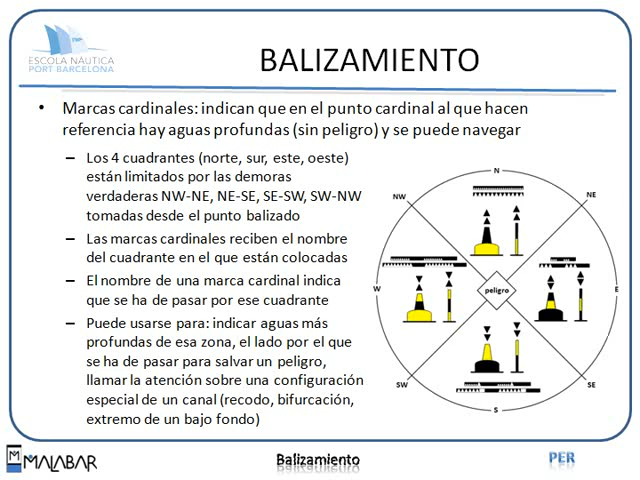 ESCOLA NÀUTICA
PORT BARCELONA
BALIZAMIENTO
• Marcas cardinales: indican que en el punto cardinal al que hacen
referencia hay aguas profundas (sin peligro) y se puede navegar
– Los 4 cuadrantes (norte, sur, este, oeste)
están limitados por las demoras
verdaderas NW-NE, NE-SE, SE-SW, SW-NW
tomadas desde el punto balizado
– Las marcas cardinales reciben el nombre
del cuadrante en el que están colocadas
– El nombre de una marca cardinal indica
que se ha de pasar por ese cuadrante
– Puede usarse para: indicar aguas más
profundas de esa zona, el lado por el que
se ha de pasar para salvar un peligro,
llamar la atención sobre una configuración
especial de un canal (recodo, bifurcación,
extremo de un bajo fondo)
N
NW
NE
W
peligro
E
SW
SE
S
MALABAR
Balizamiento
PER